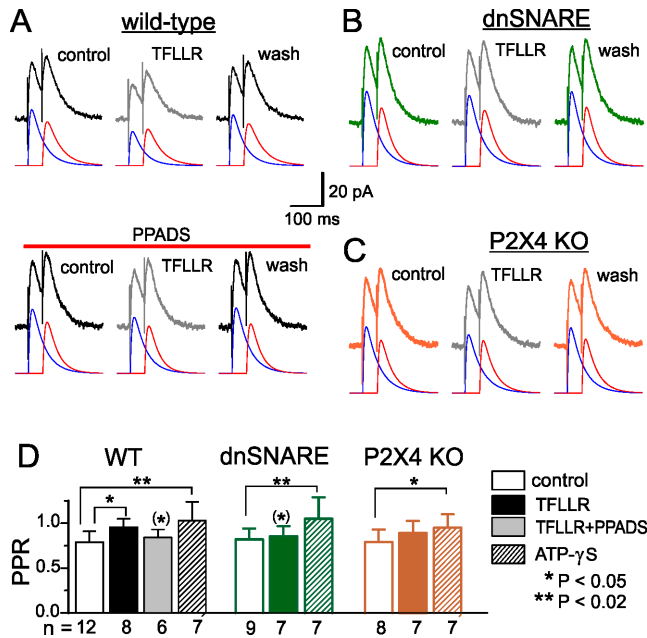 A wild-type
control TFLLR wash
B dnSNARE
control TFLLR wash
20 pA
100 ms
PPADS
control TFLLR wash
C P2X4 KO
control TFLLR wash
D WT dnSNARE P2X4 KO
** ** *
* (*) (*)
PPR
1.0
0.5
0.0
n = 12 8 6 7 9 7 7 8 7 7
control
TFLLR
TFLLR+PPADS
ATP-γS
* P < 0.05
** P < 0.02